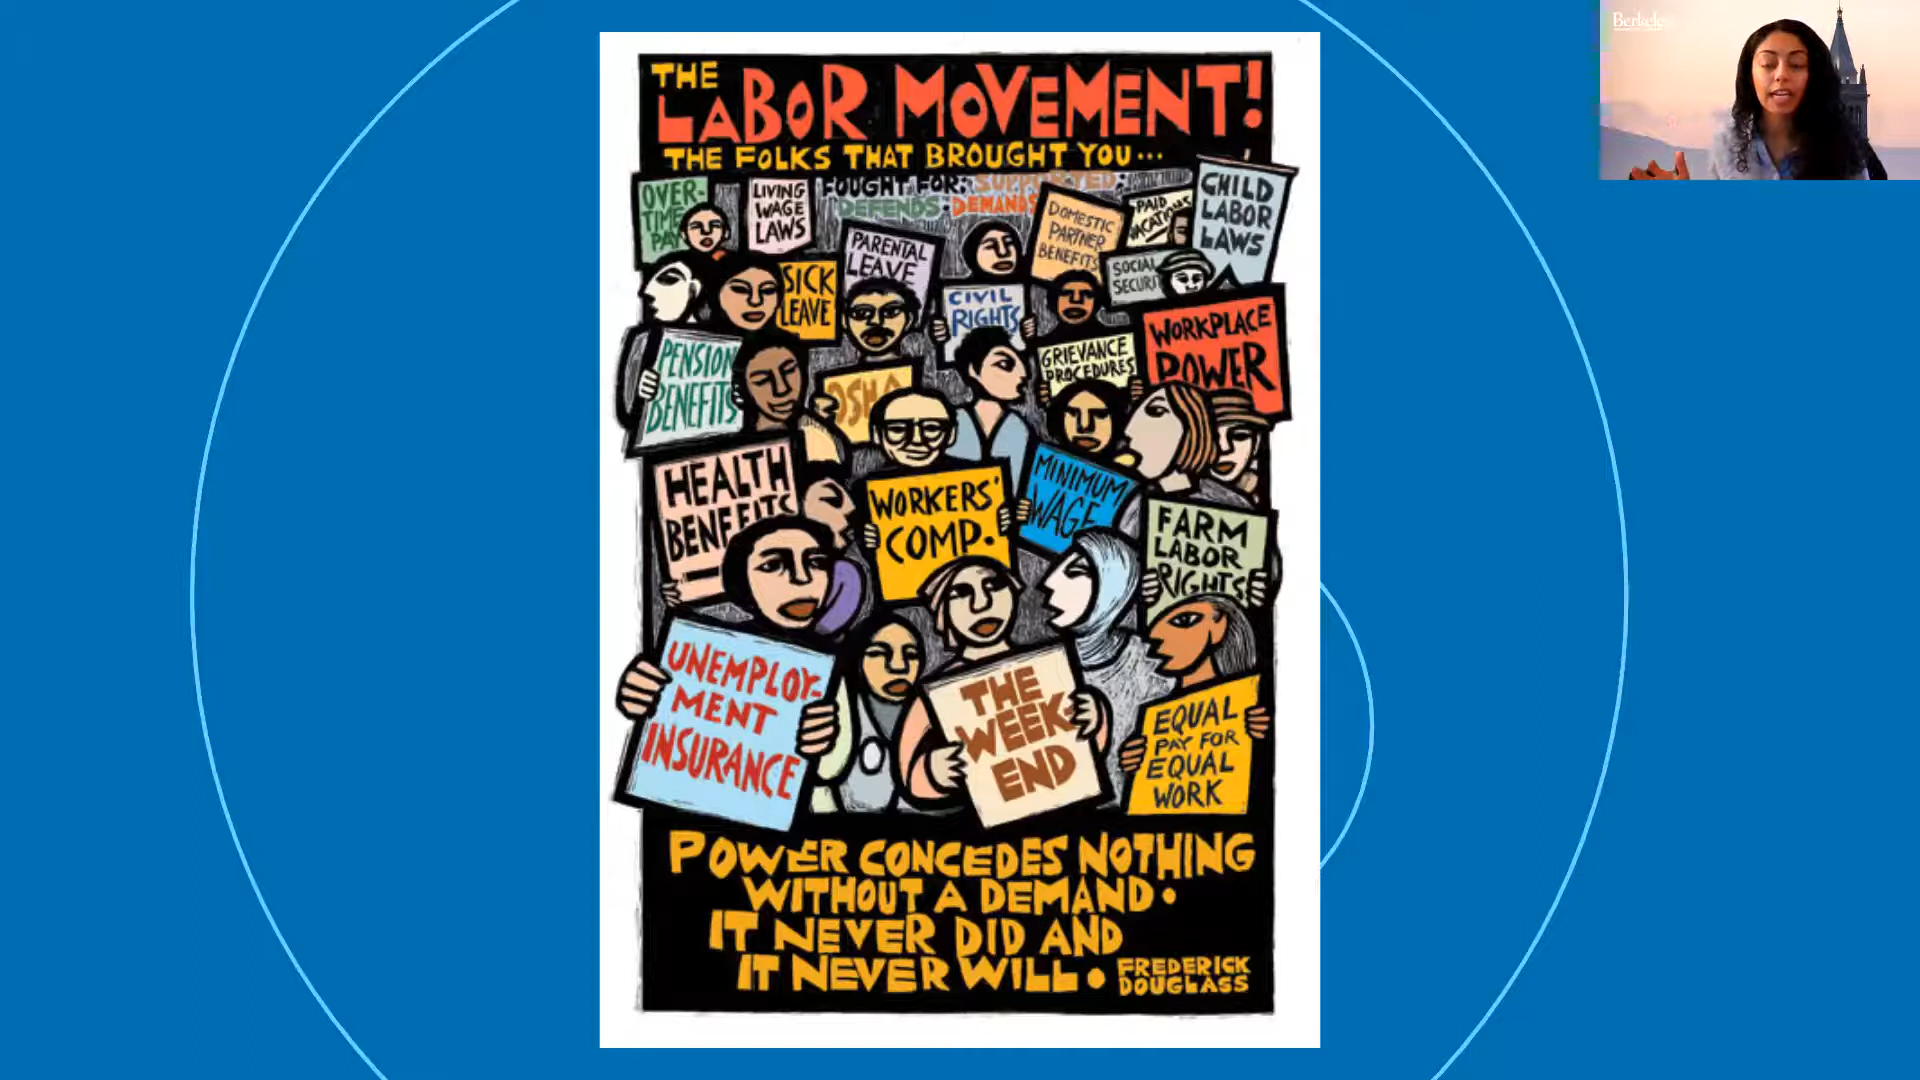 THE
LABOR MOVEMENT!
THE FOLKS THAT BROUGHT YOU...
FOUGHT FOR: SUPPORTED:
DEFENDS: DEMANDS
OVER-
TIME
PAY
LIVING
WAGE
LAWS
PARENTAL
LEAVE
DOMESTIC
PARTNER
BENEFITS
PAID
VACATIONS
CHILD
LABOR
LAWS
SICK
LEAVE
CIVIL
RIGHTS
SOCIAL
SECURIT
PENSION
BENEFITS
OSHA
GRIEVANCE
PROCEDURES
WORKPLACE
POWER
HEALTH
BENEFITS
WORKERS'
COMP.
MINIMUM
WAGE
FARM
LABOR
RIGHTS
UNEMPLOY-
MENT
INSURANCE
THE
WEEK-
END
EQUAL
PAY FOR
EQUAL
WORK
POWER CONCEDES NOTHING
WITHOUT A DEMAND •
IT NEVER DID AND
IT NEVER WILL •
FREDERICK
DOUGLASS
Berkeley